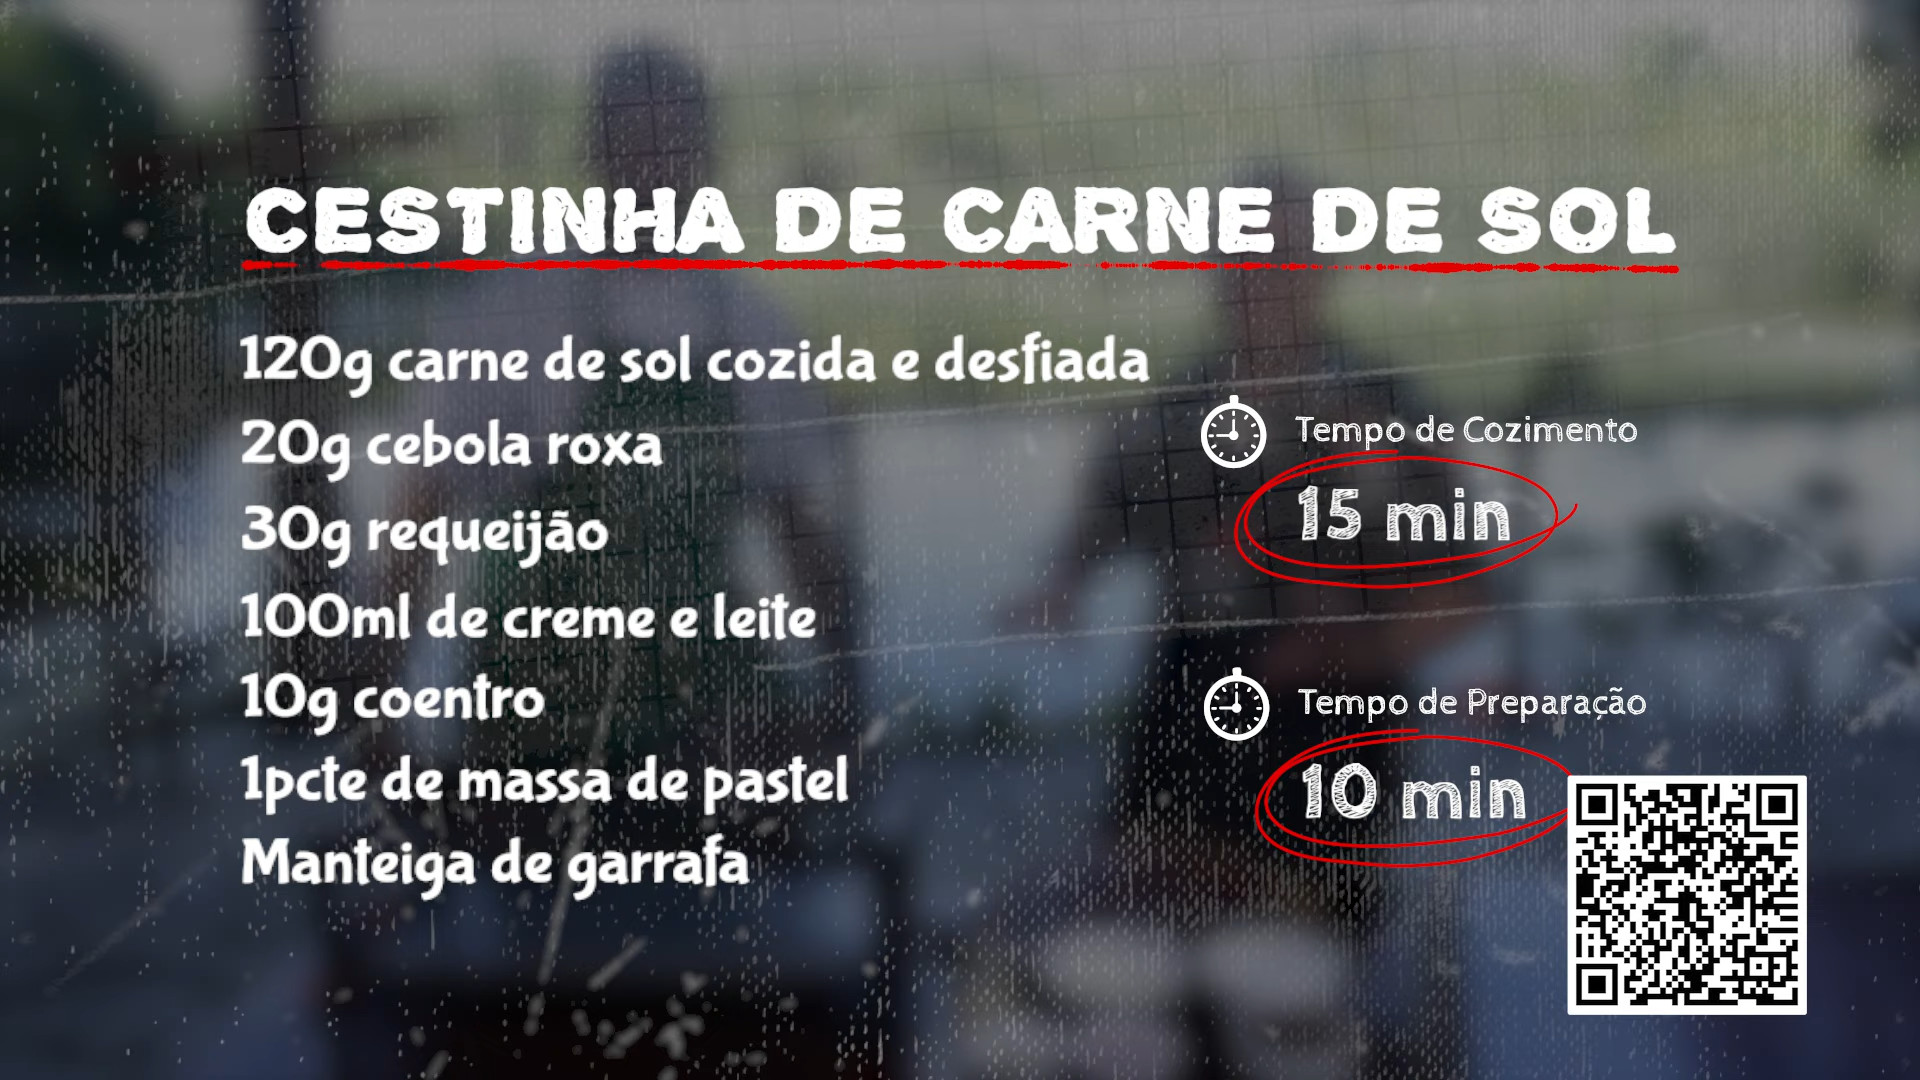 CESTINHA DE CARNE DE SOL
120g carne de sol cozida e desfiada
20g cebola roxa
30g requeijão
100ml de creme e leite
10g coentro
1pcte de massa de pastel
Manteiga de garrafa
Tempo de Cozimento
15 min
Tempo de Preparação
10 min